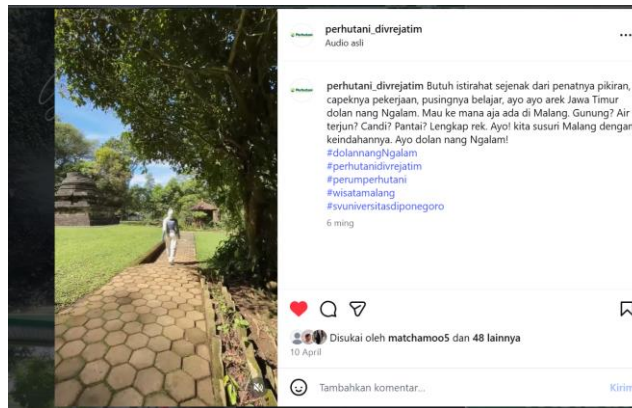 perhutani_divrejatim
Audio asli
perhutani_divrejatim Butuh istirahat sejenak dari penatnya pikiran,
capeknya pekerjaan, pusingnya belajar, ayo ayo arek Jawa Timur
dolan nang Ngalam. Mau ke mana aja ada di Malang. Gunung? Air
terjun? Candi? Pantai? Lengkap rek. Ayo! kita susuri Malang dengan
keindahannya. Ayo dolan nang Ngalam!
#dolannangNgalam
#perhutanidivrejatim
#perumperhutani
#wisatamalang
#svuniversitasdiponegoro
6 ming
Disukai oleh matchamoo5 dan 48 lainnya
10 April
Tambahkan komentar...
Kirim